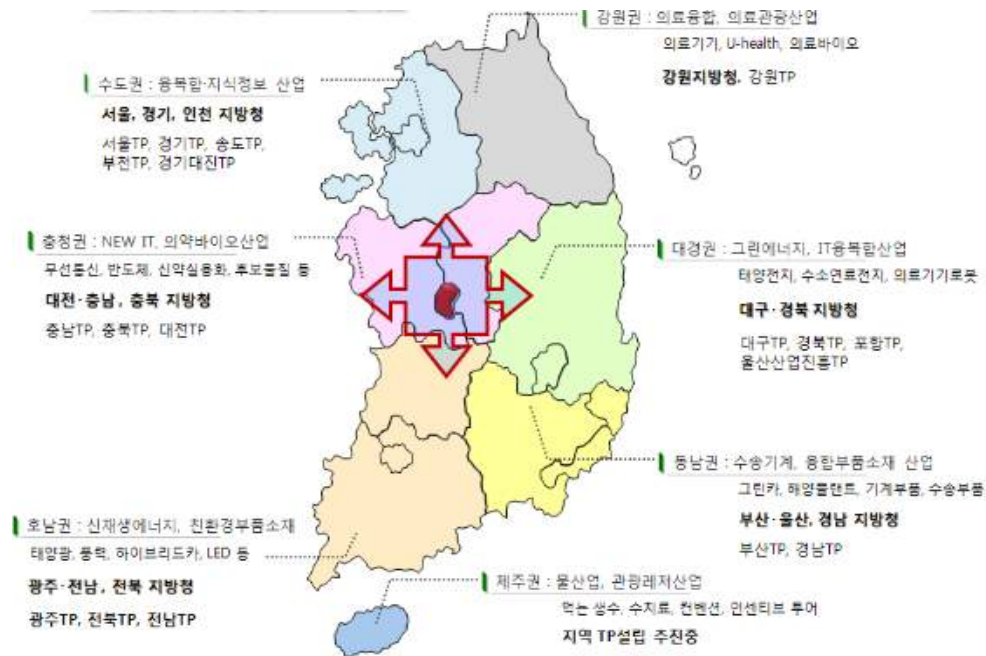 강원권 : 의료융합, 의료관광산업
의료기기, U-health, 의료바이오
강원지방청, 강원TP
수도권 : 융복합·지식정보 산업
서울, 경기, 인천 지방청
서울TP, 경기TP, 송도TP,
부천TP, 경기대진TP
충청권 : NEW IT, 의약바이오산업
무선통신, 반도체, 신약실용화, 후보물질 등
대전·충남, 충북 지방청
충남TP, 충북TP, 대전TP
대경권 : 그린에너지, IT융복합산업
태양전지, 수소연료전지, 의료기기로봇
대구·경북 지방청
대구TP, 경북TP, 포항TP,
울산산업진흥TP
동남권 : 수송기계, 융합부품소재 산업
그린카, 해양플랜트, 기계부품, 수송부품
부산·울산, 경남 지방청
부산TP, 경남TP
호남권 : 신재생에너지, 친환경부품소재
태양광, 풍력, 하이브리드카, LED 등
광주·전남, 전북 지방청
광주TP, 전북TP, 전남TP
제주권 : 물산업, 관광레저산업
먹는 생수, 수치료, 컨벤션, 인센티브 투어
지역 TP설립 추진중